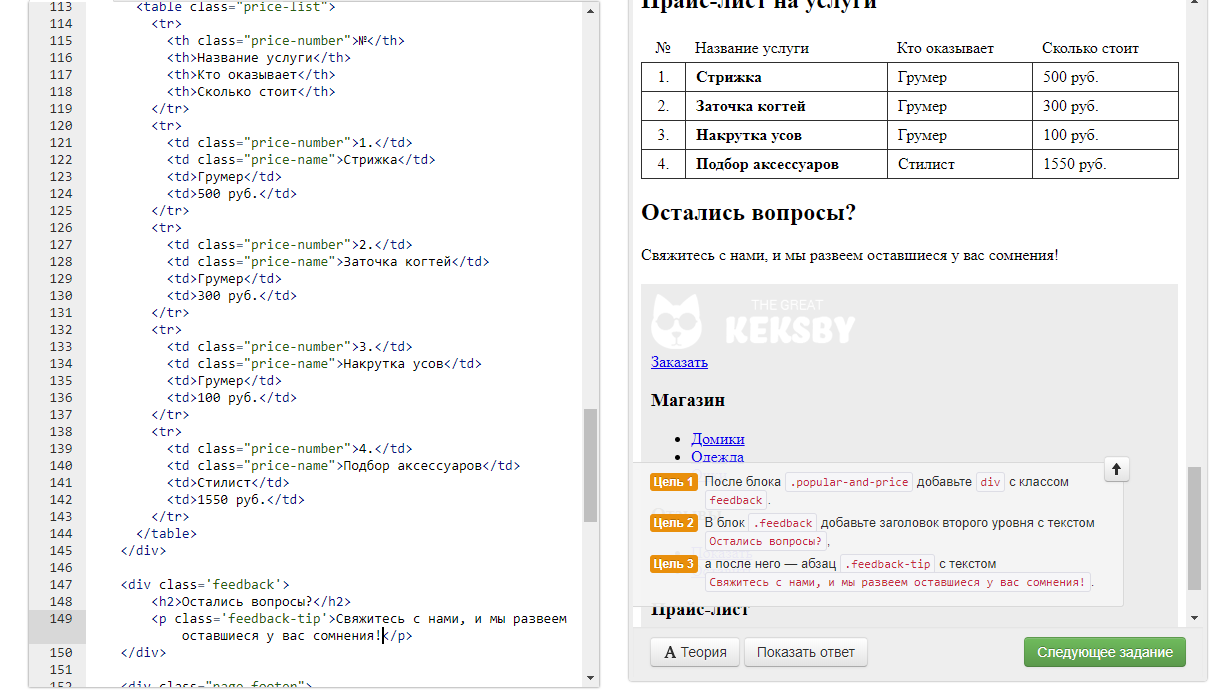 113 <table class="price-list">
114 <tr>
115 <th class="price-number">№</th>
116 <th>Название услуги</th>
117 <th>Кто оказывает</th>
118 <th>Сколько стоит</th>
119 </tr>
120 <tr>
121 <td class="price-number">1.</td>
122 <td class="price-name">Стрижка</td>
123 <td>Грумер</td>
124 <td>500 руб.</td>
125 </tr>
126 <tr>
127 <td class="price-number">2.</td>
128 <td class="price-name">Заточка когтей</td>
129 <td>Грумер</td>
130 <td>300 руб.</td>
131 </tr>
132 <tr>
133 <td class="price-number">3.</td>
134 <td class="price-name">Накрутка усов</td>
135 <td>Грумер</td>
136 <td>100 руб.</td>
137 </tr>
138 <tr>
139 <td class="price-number">4.</td>
140 <td class="price-name">Подбор аксессуаров</td>
141 <td>Стилист</td>
142 <td>1550 руб.</td>
143 </tr>
144 </table>
145 </div>
146
147 <div class='feedback'>
148 <h2>Остались вопросы?</h2>
149 <p class='feedback-tip'>Свяжитесь с нами, и мы развеем
оставшиеся у вас сомнения!</p>
150 </div>
151
152 <div class="page-footer">
Прайс-лист на услуги
№ Название услуги Кто оказывает Сколько стоит
1. Стрижка Грумер 500 руб.
2. Заточка когтей Грумер 300 руб.
3. Накрутка усов Грумер 100 руб.
4. Подбор аксессуаров Стилист 1550 руб.
Остались вопросы?
Свяжитесь с нами, и мы развеем оставшиеся у вас сомнения!
THE GREAT
KEKSBY
Заказать
Магазин
Домики
Одежда
Цель 1 После блока .popular-and-price добавьте div с классом
feedback.
Цель 2 В блок .feedback добавьте заголовок второго уровня с текстом
Остались вопросы?,
Цель 3 а после него — абзац .feedback-tip с текстом
Свяжитесь с нами, и мы развеем оставшиеся у вас сомнения!.
Прайс-лист
A Теория Показать ответ Следующее задание